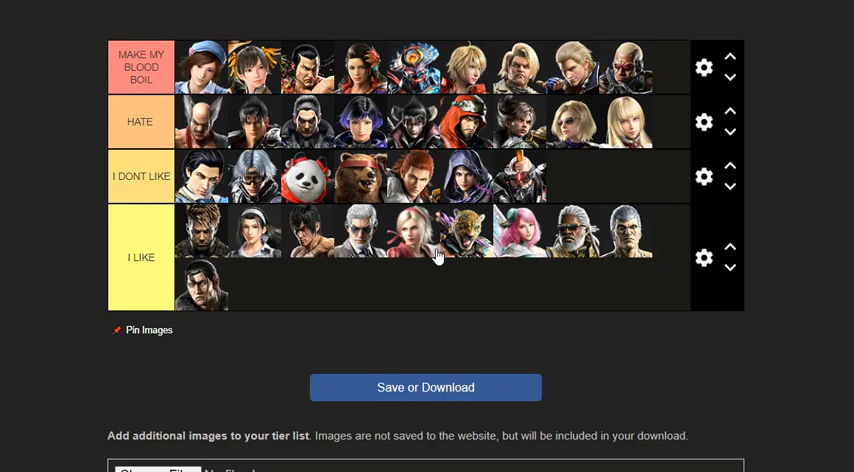 MAKE MY
BLOOD
BOIL
HATE
I DONT LIKE
I LIKE
Pin Images
Save or Download
Add additional images to your tier list. Images are not saved to the website, but will be included in your download.